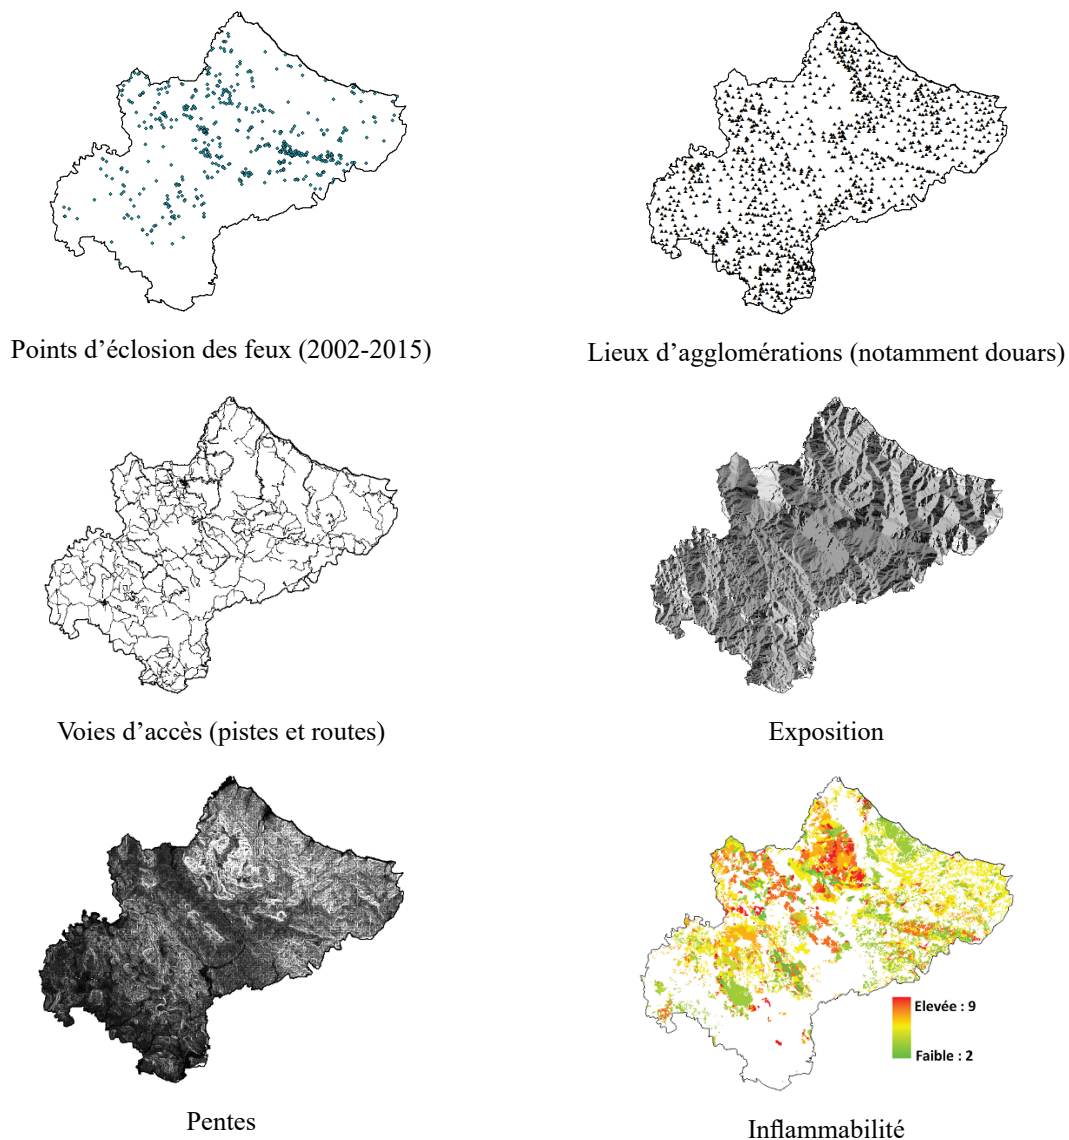 Points d’éclosion des feux (2002-2015)
Lieux d’agglomérations (notamment douars)
Voies d’accès (pistes et routes)
Exposition
Elevée : 9
Faible : 2
Pentes
Inflammabilité